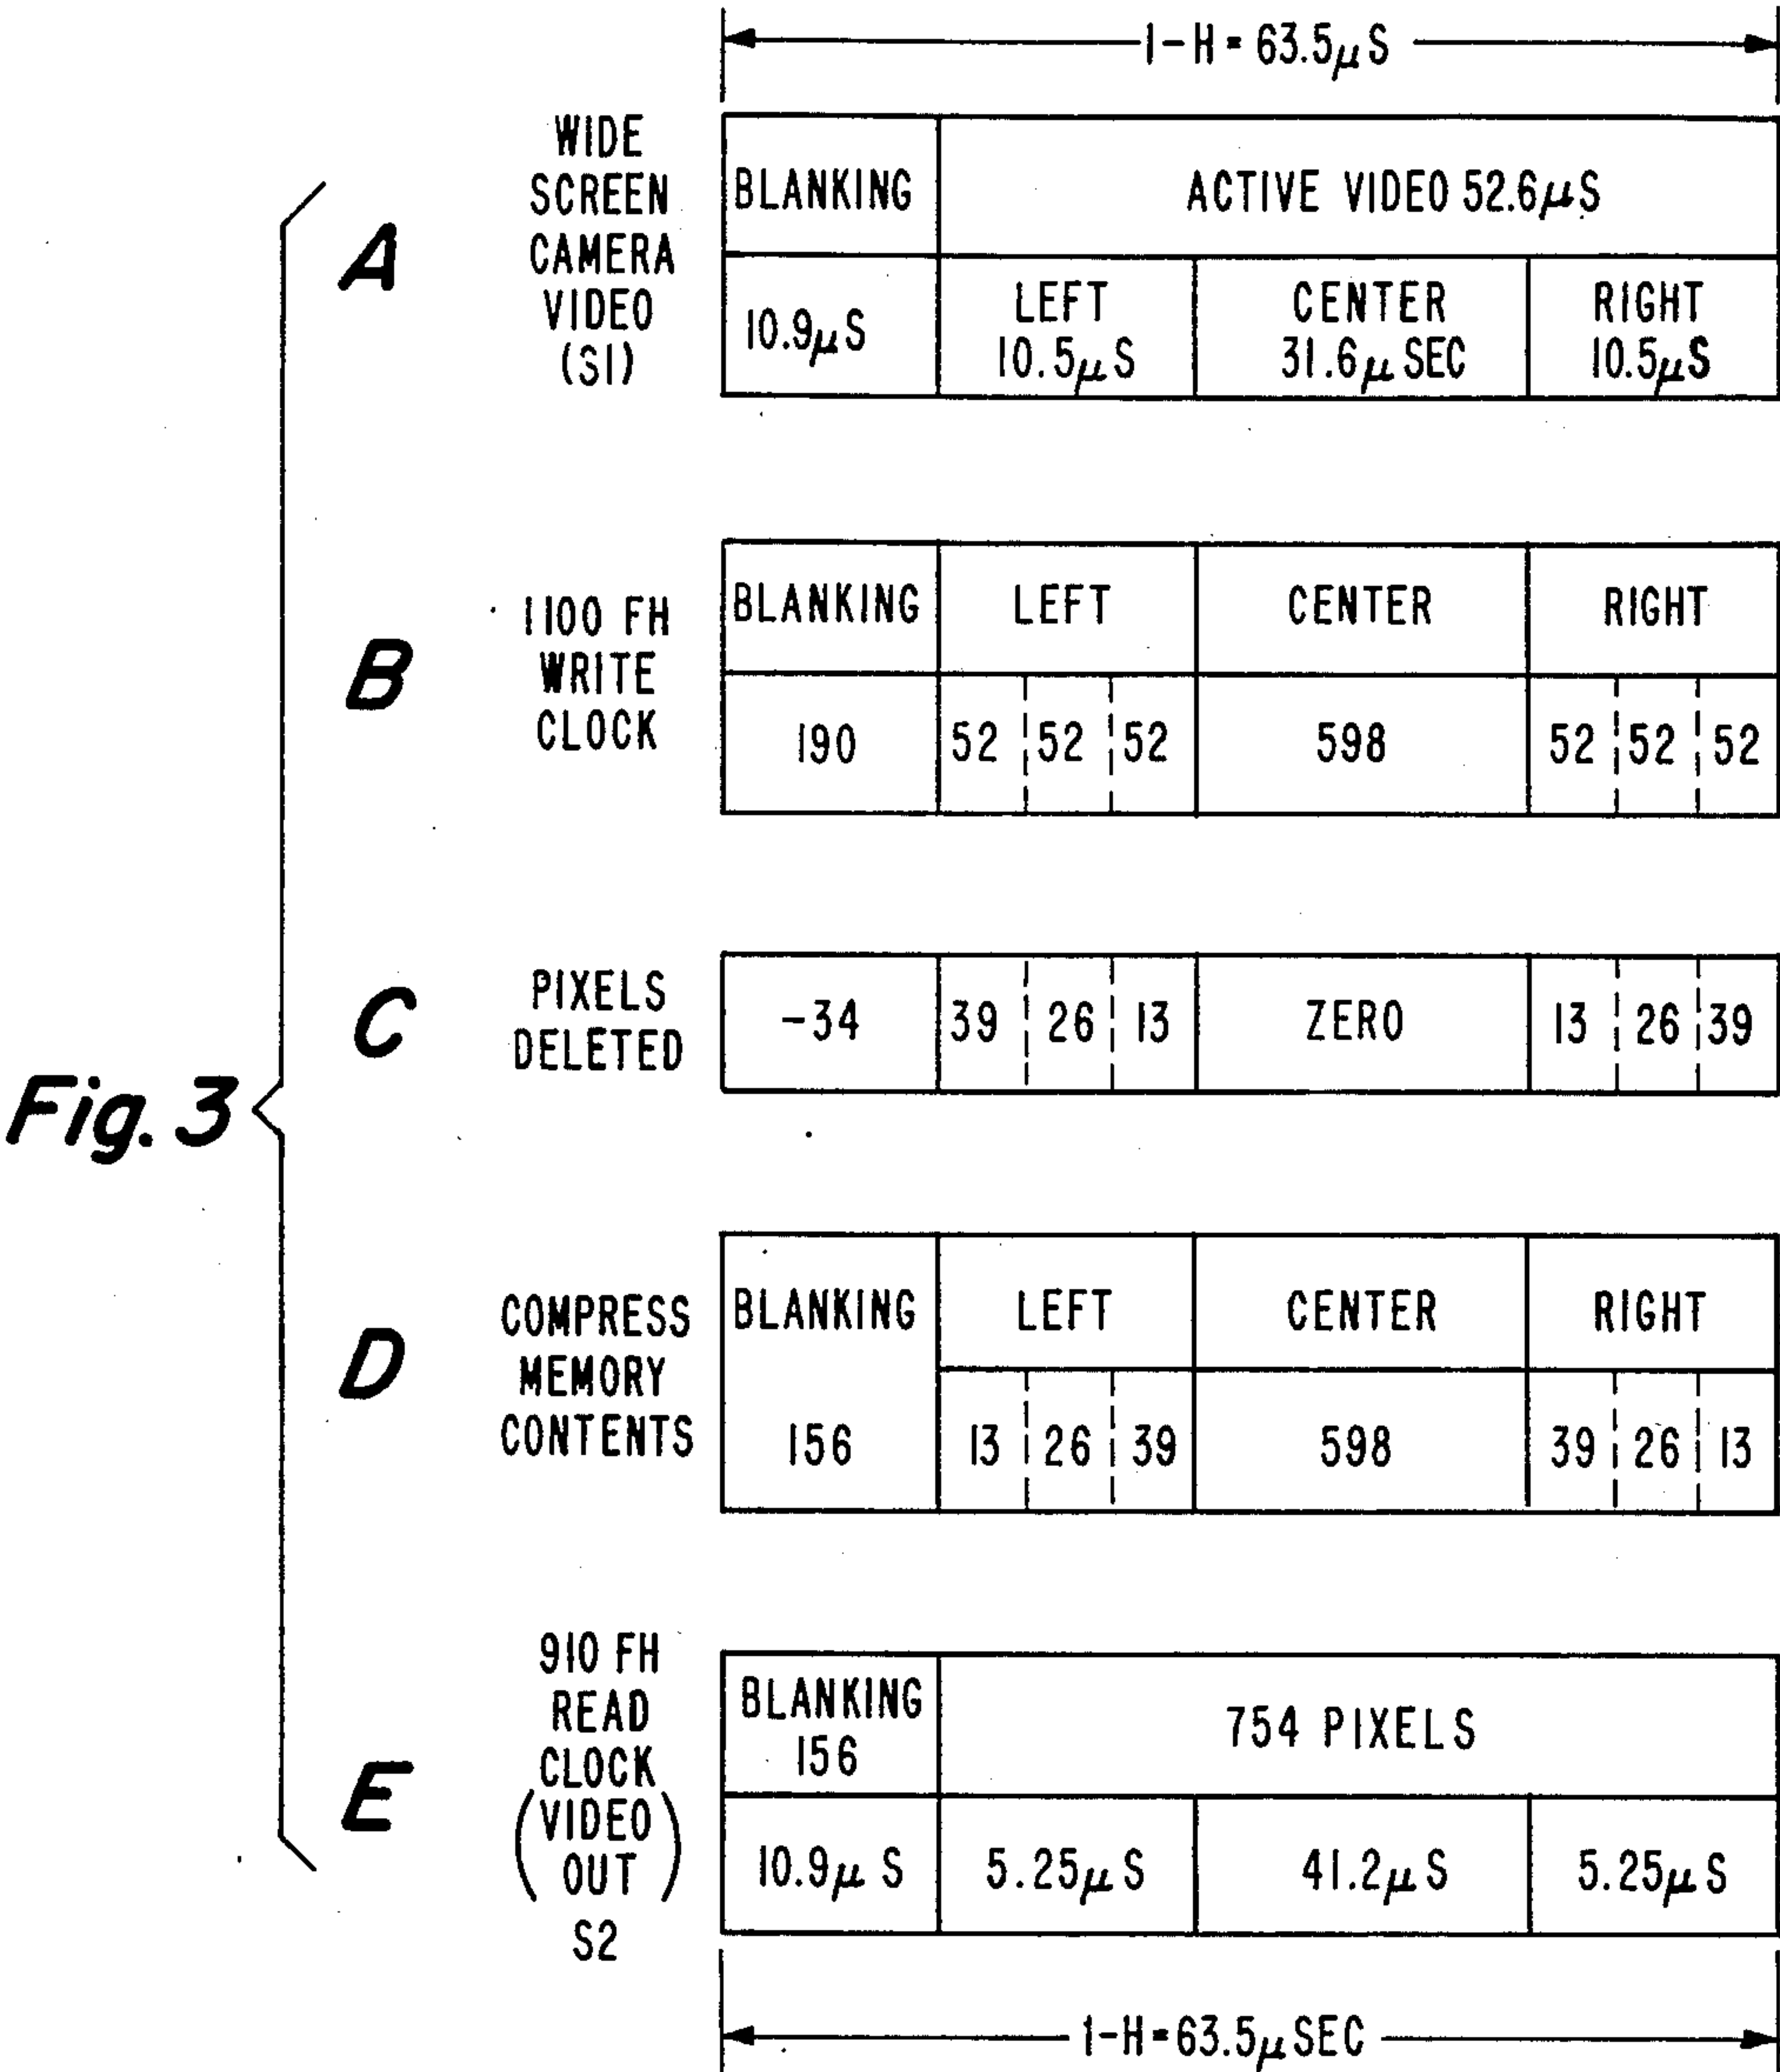 1-H = 63.5μS
A
WIDE
SCREEN
CAMERA
VIDEO
(S1)
BLANKING
ACTIVE VIDEO 52.6μS
10.9μS
LEFT
10.5μS
CENTER
31.6μ SEC
RIGHT
10.5μS
B
1100 FH
WRITE
CLOCK
BLANKING LEFT CENTER RIGHT
190 52 52 52 598 52 52 52
C
PIXELS
DELETED
-34 39 26 13 ZERO 13 26 39
Fig. 3
D
COMPRESS
MEMORY
CONTENTS
BLANKING LEFT CENTER RIGHT
156 13 26 39 598 39 26 13
E
910 FH
READ
CLOCK
(VIDEO
OUT)
S2
BLANKING
156
754 PIXELS
10.9μ S 5.25μS 41.2μS 5.25μS
1-H=63.5μSEC